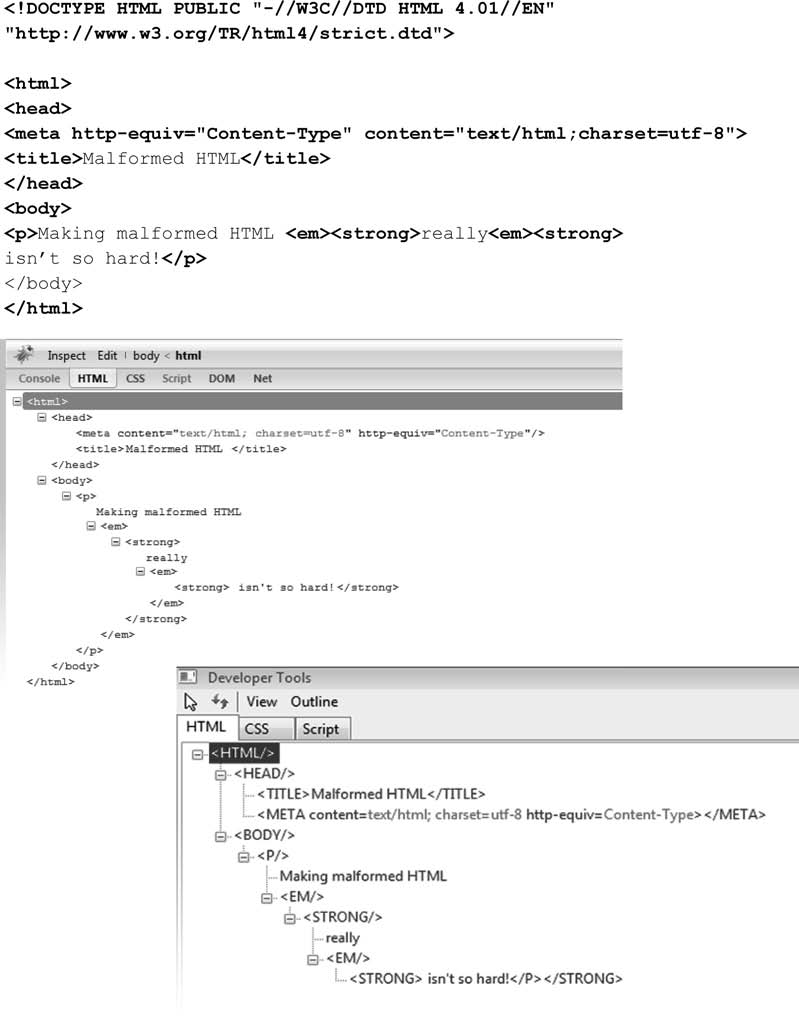 <!DOCTYPE HTML PUBLIC "-//W3C//DTD HTML 4.01//EN"
"http://www.w3.org/TR/html4/strict.dtd">
<html>
<head>
<meta http-equiv="Content-Type" content="text/html;charset=utf-8">
<title>Malformed HTML</title>
</head>
<body>
<p>Making malformed HTML <em><strong>really<em><strong>
isn’t so hard!</p>
</body>
</html>
Inspect Edit | body < html
Console HTML CSS Script DOM Net
<html>
<head>
<meta content="text/html; charset=utf-8" http-equiv="Content-Type"/>
<title>Malformed HTML </title>
</head>
<body>
<p>
Making malformed HTML
<em>
<strong>
really
<em>
<strong> isn't so hard!</strong>
</em>
</strong>
</em>
</p>
</body>
</html>
Developer Tools
View Outline
HTML CSS Script
<HTML/>
<HEAD/>
<TITLE>Malformed HTML</TITLE>
<META content=text/html; charset=utf-8 http-equiv=Content-Type></META>
<BODY/>
<P/>
Making malformed HTML
<EM/>
<STRONG/>
really
<EM/>
<STRONG> isn't so hard!</P></STRONG>